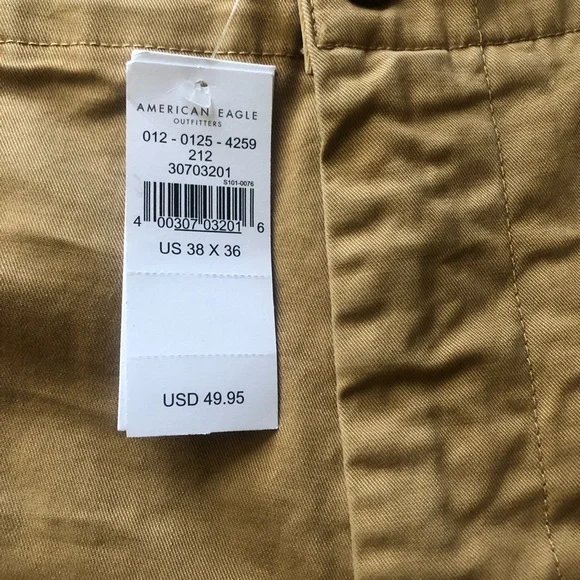 AMERICAN EAGLE
OUTFITTERS
012 - 0125 - 4259
212
30703201
S101-0076
4 00307 03201 6
US 38 X 36
USD 49.95